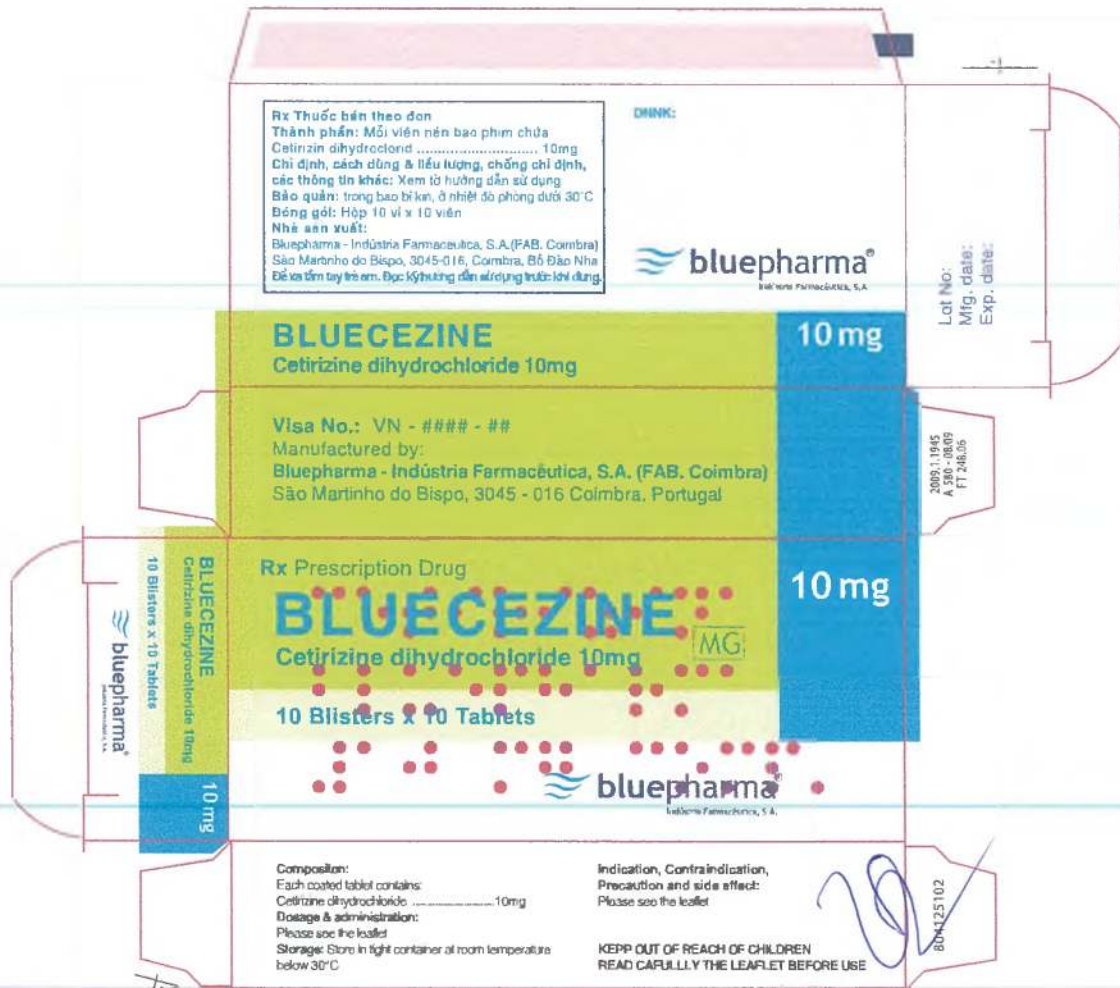 Rx Thuốc bán theo đơn
Thành phần: Mỗi viên nén bao phim chứa
Cetirizin dihydroclorid ............................ 10mg
Chỉ định, cách dùng & liều lượng, chống chỉ định,
các thông tin khác: Xem tờ hướng dẫn sử dụng
Bảo quản: trong bao bì kín, ở nhiệt độ phòng dưới 30°C
Đóng gói: Hộp 10 vỉ x 10 viên
Nhà sản xuất:
Bluepharma - Indústria Farmaceutica, S.A.(FAB. Coimbra)
São Martinho do Bispo, 3045-016, Coimbra, Bồ Đào Nha
Để xa tầm tay trẻ em. Đọc kỹ hướng dẫn sử dụng trước khi dùng.
DNNK:
bluepharma®
Indústria Farmacêutica, S.A.
Lot No:
Mfg. date:
Exp. date:
BLUECEZINE
Cetirizine dihydrochloride 10mg
10 mg
Visa No.: VN - #### - ##
Manufactured by:
Bluepharma - Indústria Farmacêutica, S.A. (FAB. Coimbra)
São Martinho do Bispo, 3045 - 016 Coimbra, Portugal
2009.1.1945
A 580 - 08/09
FT 248.06
Rx Prescription Drug
BLUECEZINE
Cetirizine dihydrochloride 10mg
MG
10 Blisters x 10 Tablets
10 mg
bluepharma®
Indústria Farmacêutica, S.A.
BLUECEZINE
Cetirizine dihydrochloride 10mg
10 Blisters x 10 Tablets
10 mg
bluepharma®
Indústria Farmacêutica, S.A.
Composition:
Each coated tablet contains:
Cetirizine dihydrochloride ........................10mg
Dosage & administration:
Please see the leaflet
Storage: Store in tight container at room temperature
below 30°C
Indication, Contraindication,
Precaution and side effect:
Please see the leaflet
KEPP OUT OF REACH OF CHILDREN
READ CAFULLLY THE LEAFLET BEFORE USE
804125102